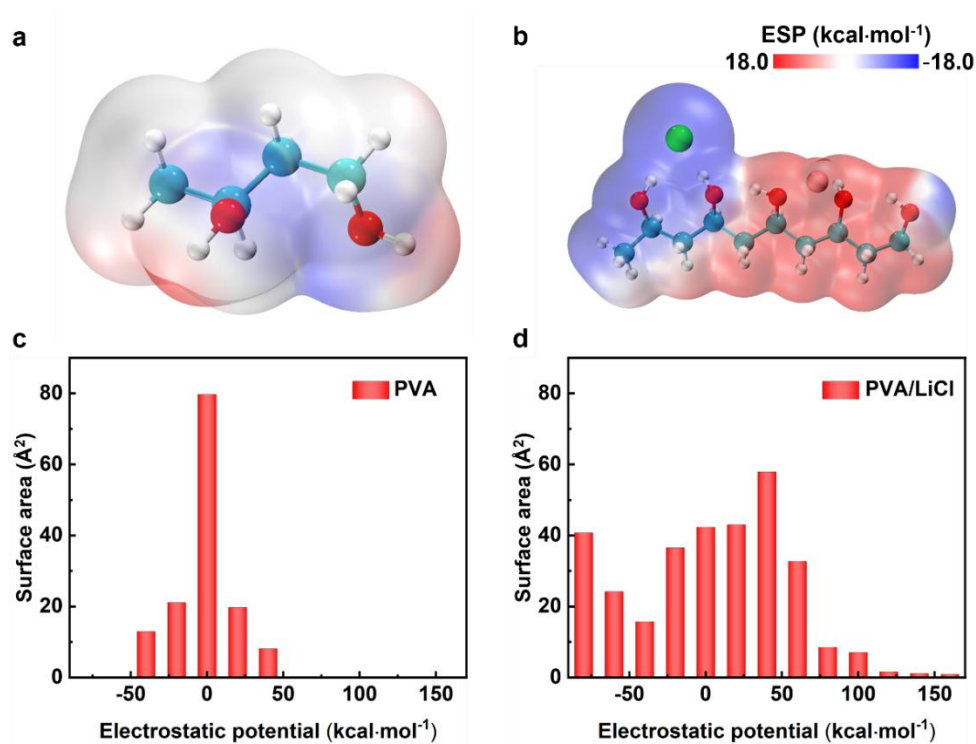 a
b
ESP (kcal·mol⁻¹)
18.0 -18.0
c
PVA
80
60
40
20
0
Surface area (Å²)
-50 0 50 100 150
Electrostatic potential (kcal·mol⁻¹)
d
PVA/LiCl
80
60
40
20
0
Surface area (Å²)
-50 0 50 100 150
Electrostatic potential (kcal·mol⁻¹)